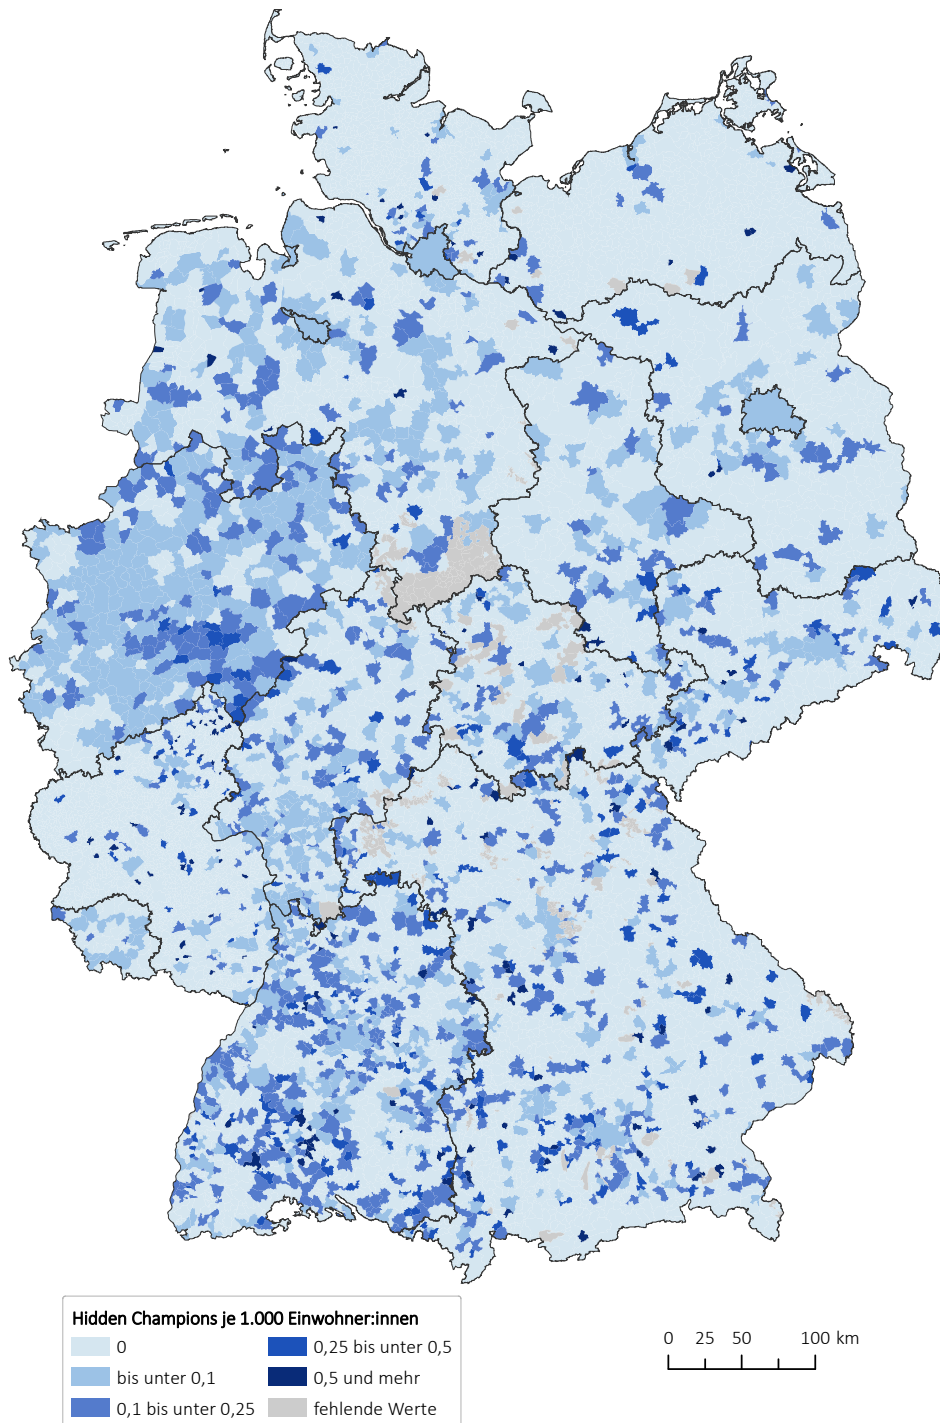 Hidden Champions je 1.000 Einwohner:innen
0
bis unter 0,1
0,1 bis unter 0,25
0,25 bis unter 0,5
0,5 und mehr
fehlende Werte
0 25 50 100 km